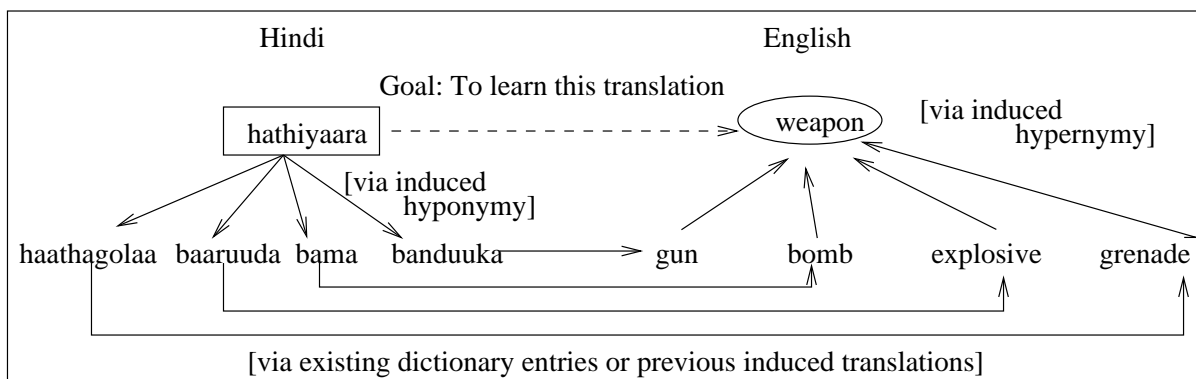 Hindi English
Goal: To learn this translation
hathiyaara weapon [via induced
hypernymy]
[via induced
hyponymy]
haathagolaa baaruuda bama banduuka gun bomb explosive grenade
[via existing dictionary entries or previous induced translations]